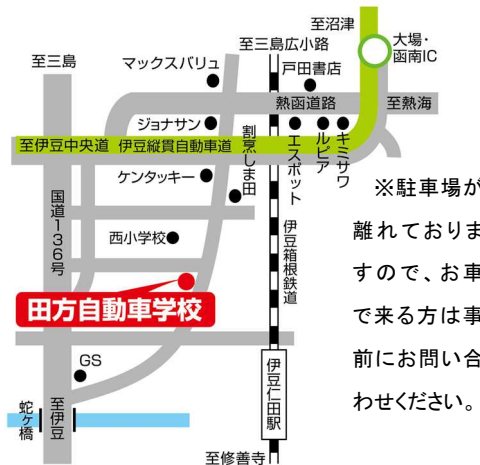 至沼津
大場・
函南IC
至三島広小路
至三島
マックスバリュ
戸田書店
熱函道路
至熱海
ジョナサン
割烹しま田
エスポット
ルピア
キミサワ
至伊豆中央道
伊豆縦貫自動車道
ケンタッキー
国道136号
伊豆箱根鉄道
西小学校
田方自動車学校
※駐車場が
離れておりま
すので、お車
で来る方は事
前にお問い合
わせください。
GS
伊豆仁田駅
蛇ヶ橋
至伊豆
至修善寺